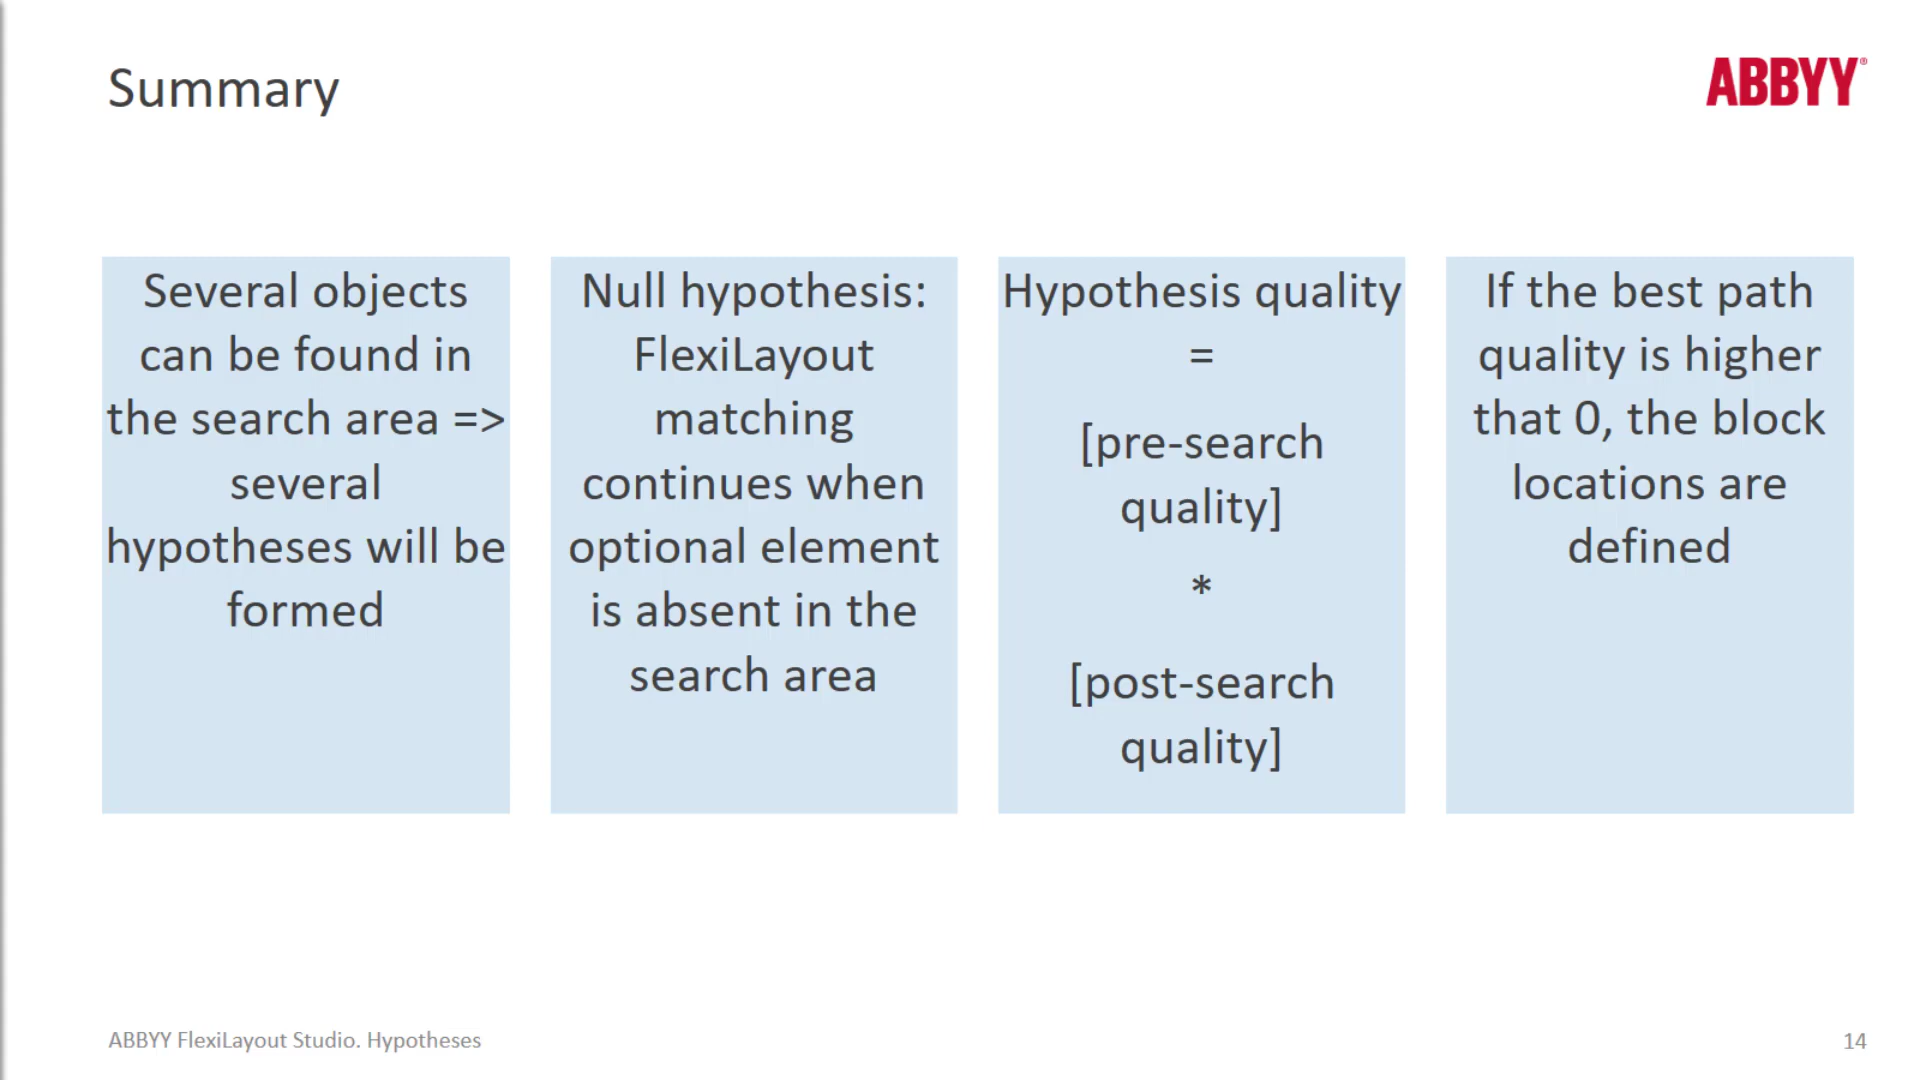 Summary
ABBYY®
Several objects
can be found in
the search area =>
several
hypotheses will be
formed
Null hypothesis:
FlexiLayout
matching
continues when
optional element
is absent in the
search area
Hypothesis quality
=
[pre-search
quality]
*
[post-search
quality]
If the best path
quality is higher
that 0, the block
locations are
defined
ABBYY FlexiLayout Studio. Hypotheses
14